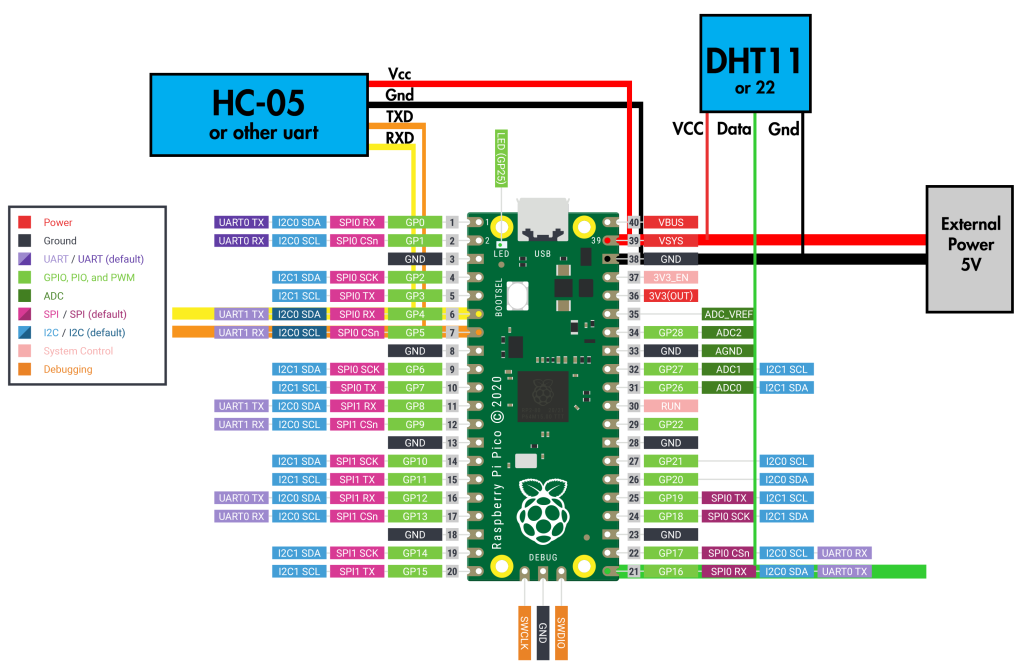 DHT11
or 22
HC-05
or other uart
Vcc
Gnd
TXD
RXD
VCC Data Gnd
LED (GP25)
External
Power
5V
Power
Ground
UART / UART (default)
GPIO, PIO, and PWM
ADC
SPI / SPI (default)
I2C / I2C (default)
System Control
Debugging
UART0 TX I2C0 SDA SPI0 RX GP0 1 1 40 VBUS
UART0 RX I2C0 SCL SPI0 CSn GP1 2 2 39 39 VSYS
GND 3 LED USB 38 GND
I2C1 SDA SPI0 SCK GP2 4 37 3V3_EN
I2C1 SCL SPI0 TX GP3 5 BOOTSEL 36 3V3(OUT)
UART1 TX I2C0 SDA SPI0 RX GP4 6 35 ADC_VREF
UART1 RX I2C0 SCL SPI0 CSn GP5 7 34 GP28 ADC2
GND 8 33 GND AGND
I2C1 SDA SPI0 SCK GP6 9 32 GP27 ADC1 I2C1 SCL
I2C1 SCL SPI0 TX GP7 10 31 GP26 ADC0 I2C1 SDA
UART1 TX I2C0 SDA SPI1 RX GP8 11 30 RUN
UART1 RX I2C0 SCL SPI1 CSn GP9 12 29 GP22
GND 13 28 GND
I2C1 SDA SPI1 SCK GP10 14 27 GP21 I2C0 SCL
I2C1 SCL SPI1 TX GP11 15 26 GP20 I2C0 SDA
UART0 TX I2C0 SDA SPI1 RX GP12 16 25 GP19 SPI0 TX I2C1 SCL
UART0 RX I2C0 SCL SPI1 CSn GP13 17 24 GP18 SPI0 SCK I2C1 SDA
GND 18 23 GND
I2C1 SDA SPI1 SCK GP14 19 22 GP17 SPI0 CSn I2C0 SCL UART0 RX
I2C1 SCL SPI1 TX GP15 20 21 GP16 SPI0 RX I2C0 SDA UART0 TX
Raspberry Pi Pico © 2020
DEBUG
SWCLK
GND
SWDIO